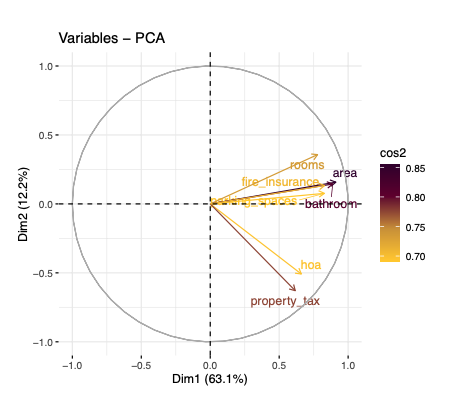 Variables − PCA
1.0
0.5
0.0
−0.5
−1.0
Dim2 (12.2%)
rooms
area
fire_insurance
parking_spaces
bathroom
hoa
property_tax
−1.0
−0.5
0.0
0.5
1.0
Dim1 (63.1%)
cos2
0.85
0.80
0.75
0.70